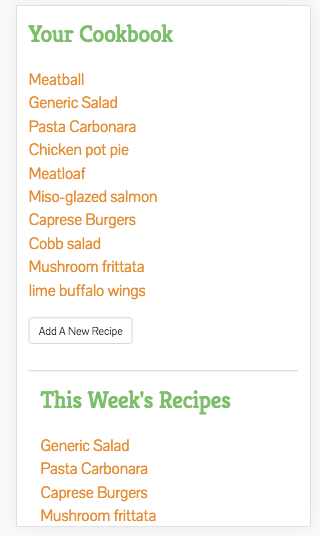 Your Cookbook
Meatball
Generic Salad
Pasta Carbonara
Chicken pot pie
Meatloaf
Miso-glazed salmon
Caprese Burgers
Cobb salad
Mushroom frittata
lime buffalo wings
Add A New Recipe
This Week's Recipes
Generic Salad
Pasta Carbonara
Caprese Burgers
Mushroom frittata